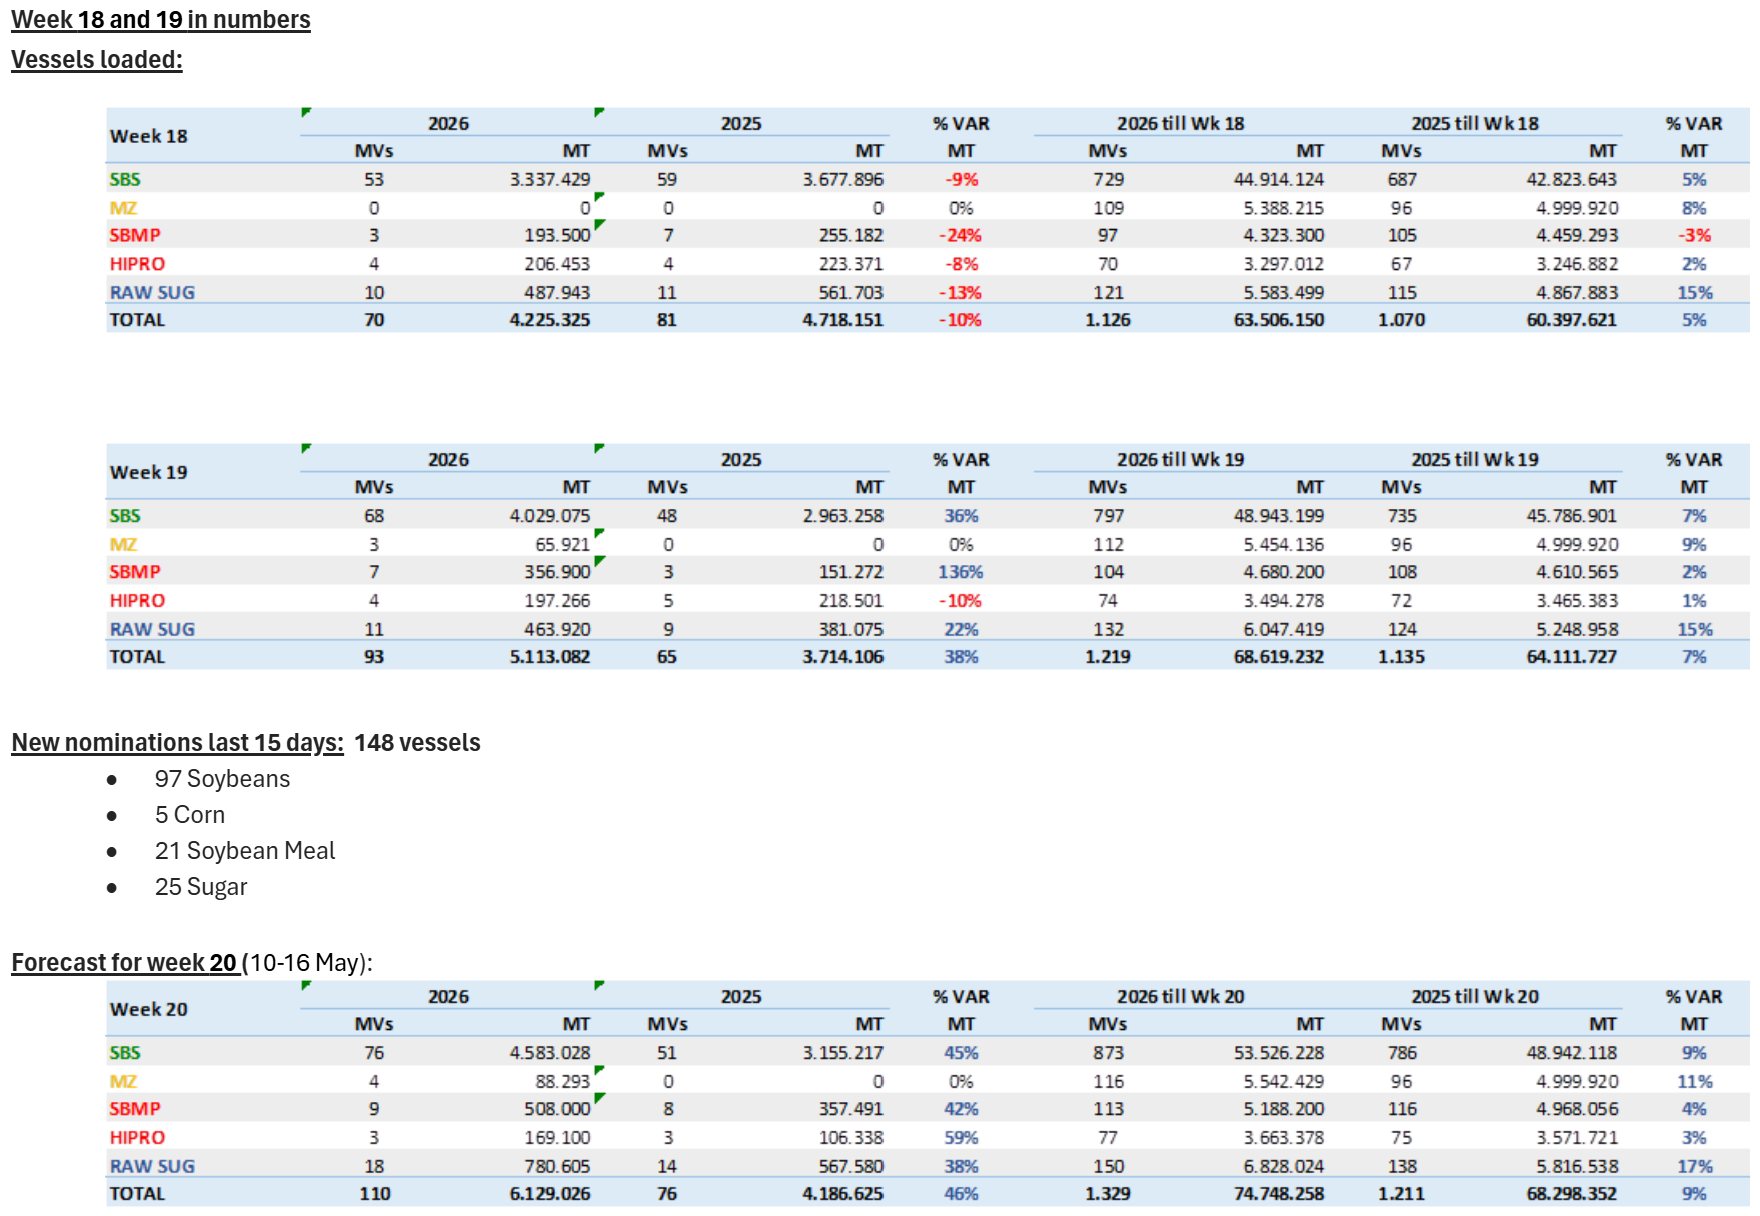 Week 18 and 19 in numbers
Vessels loaded:
Week 18 2026 2025 % VAR 2026 till Wk 18 2025 till Wk 18 % VAR
MVs MT MVs MT MT MVs MT MVs MT MT
SBS 53 3.337.429 59 3.677.896 -9% 729 44.914.124 687 42.823.643 5%
MZ 0 0 0 0 0% 109 5.388.215 96 4.999.920 8%
SBMP 3 193.500 7 255.182 -24% 97 4.323.300 105 4.459.293 -3%
HIPRO 4 206.453 4 223.371 -8% 70 3.297.012 67 3.246.882 2%
RAW SUG 10 487.943 11 561.703 -13% 121 5.583.499 115 4.867.883 15%
TOTAL 70 4.225.325 81 4.718.151 -10% 1.126 63.506.150 1.070 60.397.621 5%
Week 19 2026 2025 % VAR 2026 till Wk 19 2025 till Wk 19 % VAR
MVs MT MVs MT MT MVs MT MVs MT MT
SBS 68 4.029.075 48 2.963.258 36% 797 48.943.199 735 45.786.901 7%
MZ 3 65.921 0 0 0% 112 5.454.136 96 4.999.920 9%
SBMP 7 356.900 3 151.272 136% 104 4.680.200 108 4.610.565 2%
HIPRO 4 197.266 5 218.501 -10% 74 3.494.278 72 3.465.383 1%
RAW SUG 11 463.920 9 381.075 22% 132 6.047.419 124 5.248.958 15%
TOTAL 93 5.113.082 65 3.714.106 38% 1.219 68.619.232 1.135 64.111.727 7%
New nominations last 15 days: 148 vessels
● 97 Soybeans
● 5 Corn
● 21 Soybean Meal
● 25 Sugar
Forecast for week 20 (10-16 May):
Week 20 2026 2025 % VAR 2026 till Wk 20 2025 till Wk 20 % VAR
MVs MT MVs MT MT MVs MT MVs MT MT
SBS 76 4.583.028 51 3.155.217 45% 873 53.526.228 786 48.942.118 9%
MZ 4 88.293 0 0 0% 116 5.542.429 96 4.999.920 11%
SBMP 9 508.000 8 357.491 42% 113 5.188.200 116 4.968.056 4%
HIPRO 3 169.100 3 106.338 59% 77 3.663.378 75 3.571.721 3%
RAW SUG 18 780.605 14 567.580 38% 150 6.828.024 138 5.816.538 17%
TOTAL 110 6.129.026 76 4.186.625 46% 1.329 74.748.258 1.211 68.298.352 9%